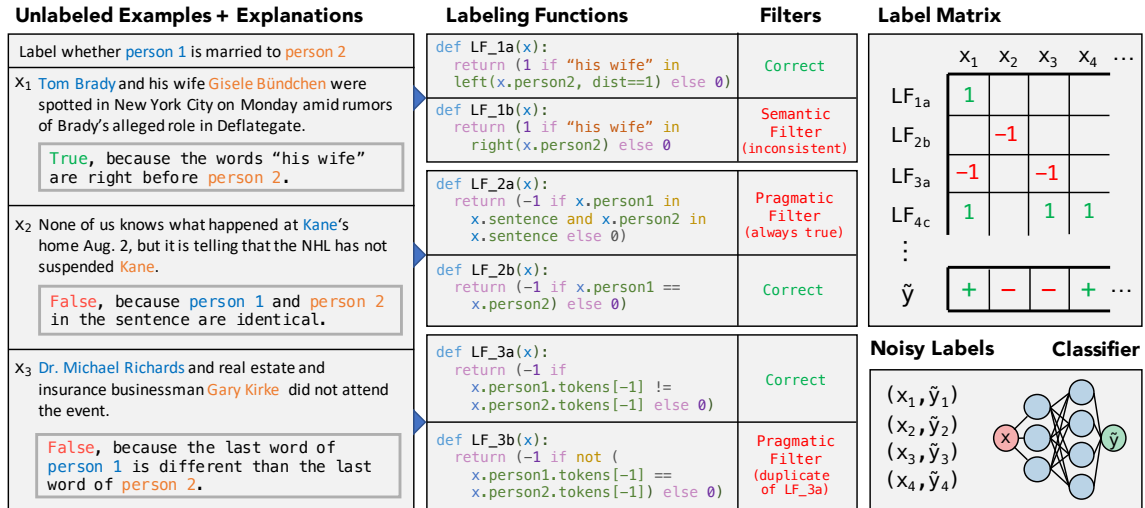 Unlabeled Examples + Explanations
Label whether person 1 is married to person 2
x1 Tom Brady and his wife Gisele Bündchen were
spotted in New York City on Monday amid rumors
of Brady's alleged role in Deflategate.
True, because the words “his wife”
are right before person 2.
x2 None of us knows what happened at Kane‘s
home Aug. 2, but it is telling that the NHL has not
suspended Kane.
False, because person 1 and person 2
in the sentence are identical.
x3 Dr. Michael Richards and real estate and
insurance businessman Gary Kirke did not attend
the event.
False, because the last word of
person 1 is different than the last
word of person 2.
Labeling Functions
Filters
def LF_1a(x):
return (1 if “his wife” in
left(x.person2, dist==1) else 0)
Correct
def LF_1b(x):
return (1 if “his wife” in
right(x.person2) else 0
Semantic
Filter
(inconsistent)
def LF_2a(x):
return (-1 if x.person1 in
x.sentence and x.person2 in
x.sentence else 0)
Pragmatic
Filter
(always true)
def LF_2b(x):
return (-1 if x.person1 ==
x.person2) else 0)
Correct
def LF_3a(x):
return (-1 if
x.person1.tokens[-1] !=
x.person2.tokens[-1] else 0)
Correct
def LF_3b(x):
return (-1 if not (
x.person1.tokens[-1] ==
x.person2.tokens[-1]) else 0)
Pragmatic
Filter
(duplicate
of LF_3a)
Label Matrix
x1 x2 x3 x4 ⋯
LF1a 1
LF2b −1
LF3a −1 −1
LF4c 1 1 1
⋮
ỹ + − − + ⋯
Noisy Labels
Classifier
(x1,ỹ1)
(x2,ỹ2)
(x3,ỹ3)
(x4,ỹ4)
x
ỹ